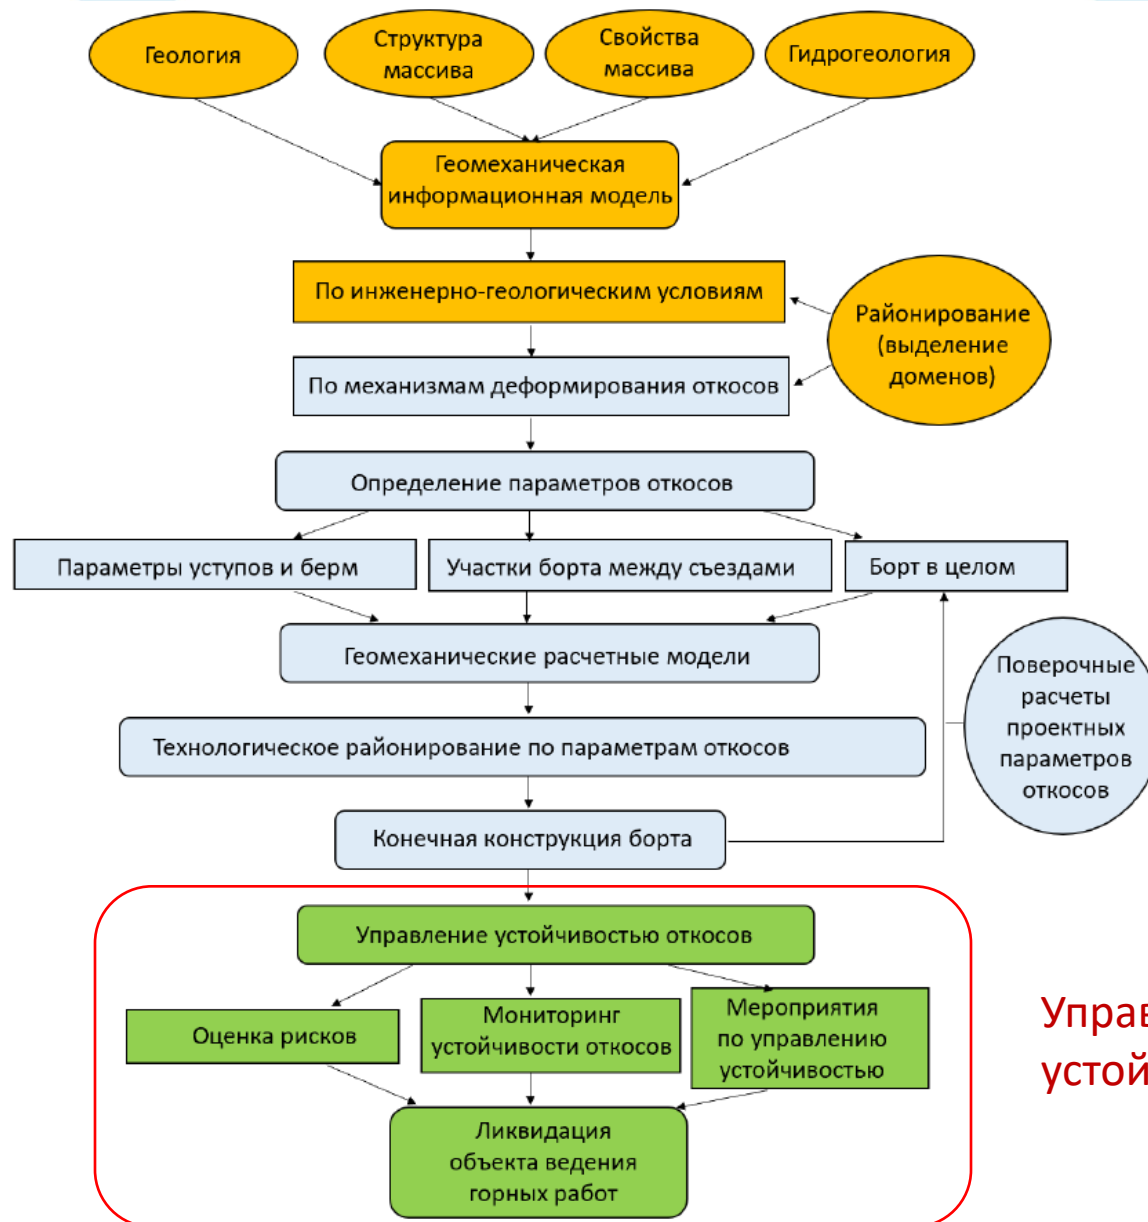 Геология
Структура
массива
Свойства
массива
Гидрогеология
Геомеханическая
информационная модель
По инженерно-геологическим условиям
Районирование
(выделение
доменов)
По механизмам деформирования откосов
Определение параметров откосов
Параметры уступов и берм
Участки борта между съездами
Борт в целом
Геомеханические расчетные модели
Поверочные
расчеты
проектных
параметров
откосов
Технологическое районирование по параметрам откосов
Конечная конструкция борта
Управление устойчивостью откосов
Оценка рисков
Мониторинг
устойчивости откосов
Мероприятия
по управлению
устойчивостью
Ликвидация
объекта ведения
горных работ